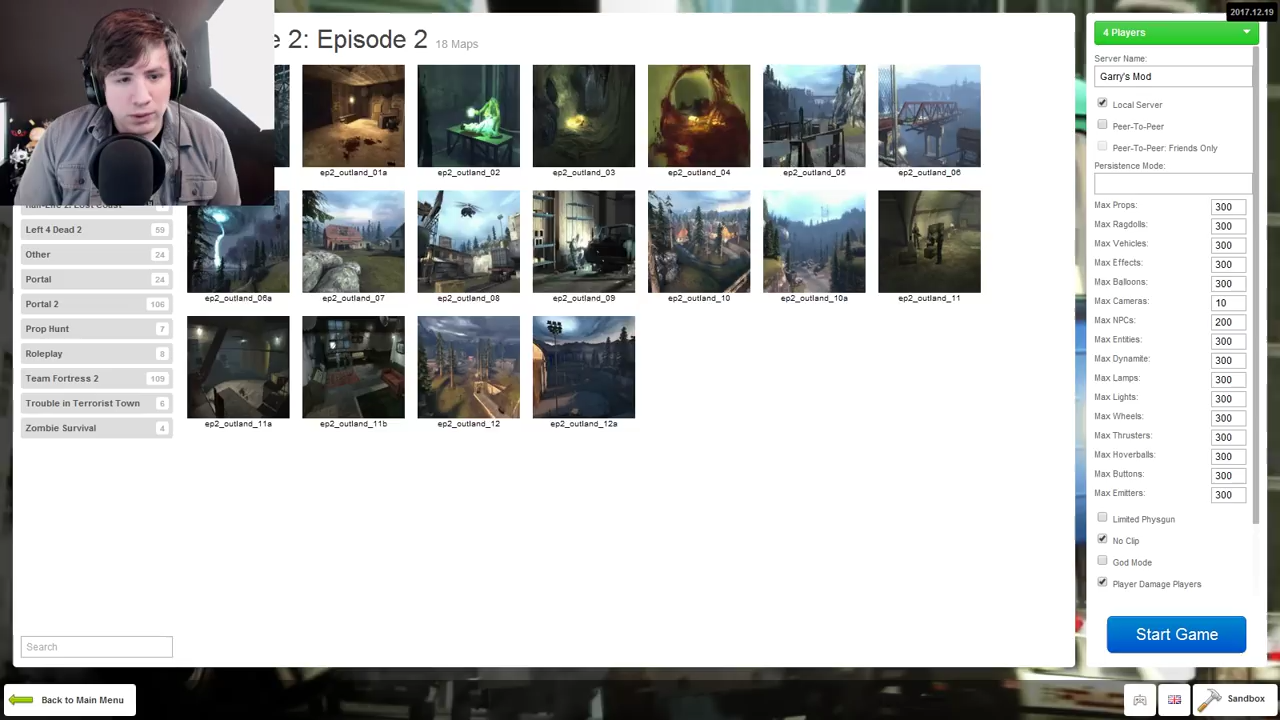 2017.12.19
e 2: Episode 2 18 Maps
ep2_outland_01a
ep2_outland_02
ep2_outland_03
ep2_outland_04
ep2_outland_05
ep2_outland_06
ep2_outland_06a
ep2_outland_07
ep2_outland_08
ep2_outland_09
ep2_outland_10
ep2_outland_10a
ep2_outland_11
ep2_outland_11a
ep2_outland_11b
ep2_outland_12
ep2_outland_12a
Half-Life 2: Lost Coast
Left 4 Dead 2 59
Other 24
Portal 24
Portal 2 106
Prop Hunt 7
Roleplay 8
Team Fortress 2 109
Trouble in Terrorist Town 6
Zombie Survival 4
Search
4 Players
Server Name:
Garry's Mod
Local Server
Peer-To-Peer
Peer-To-Peer: Friends Only
Persistence Mode:
Max Props: 300
Max Ragdolls: 300
Max Vehicles: 300
Max Effects: 300
Max Balloons: 300
Max Cameras: 10
Max NPCs: 200
Max Entities: 300
Max Dynamite: 300
Max Lamps: 300
Max Lights: 300
Max Wheels: 300
Max Thrusters: 300
Max Hoverballs: 300
Max Buttons: 300
Max Emitters: 300
Limited Physgun
No Clip
God Mode
Player Damage Players
Start Game
Back to Main Menu
Sandbox